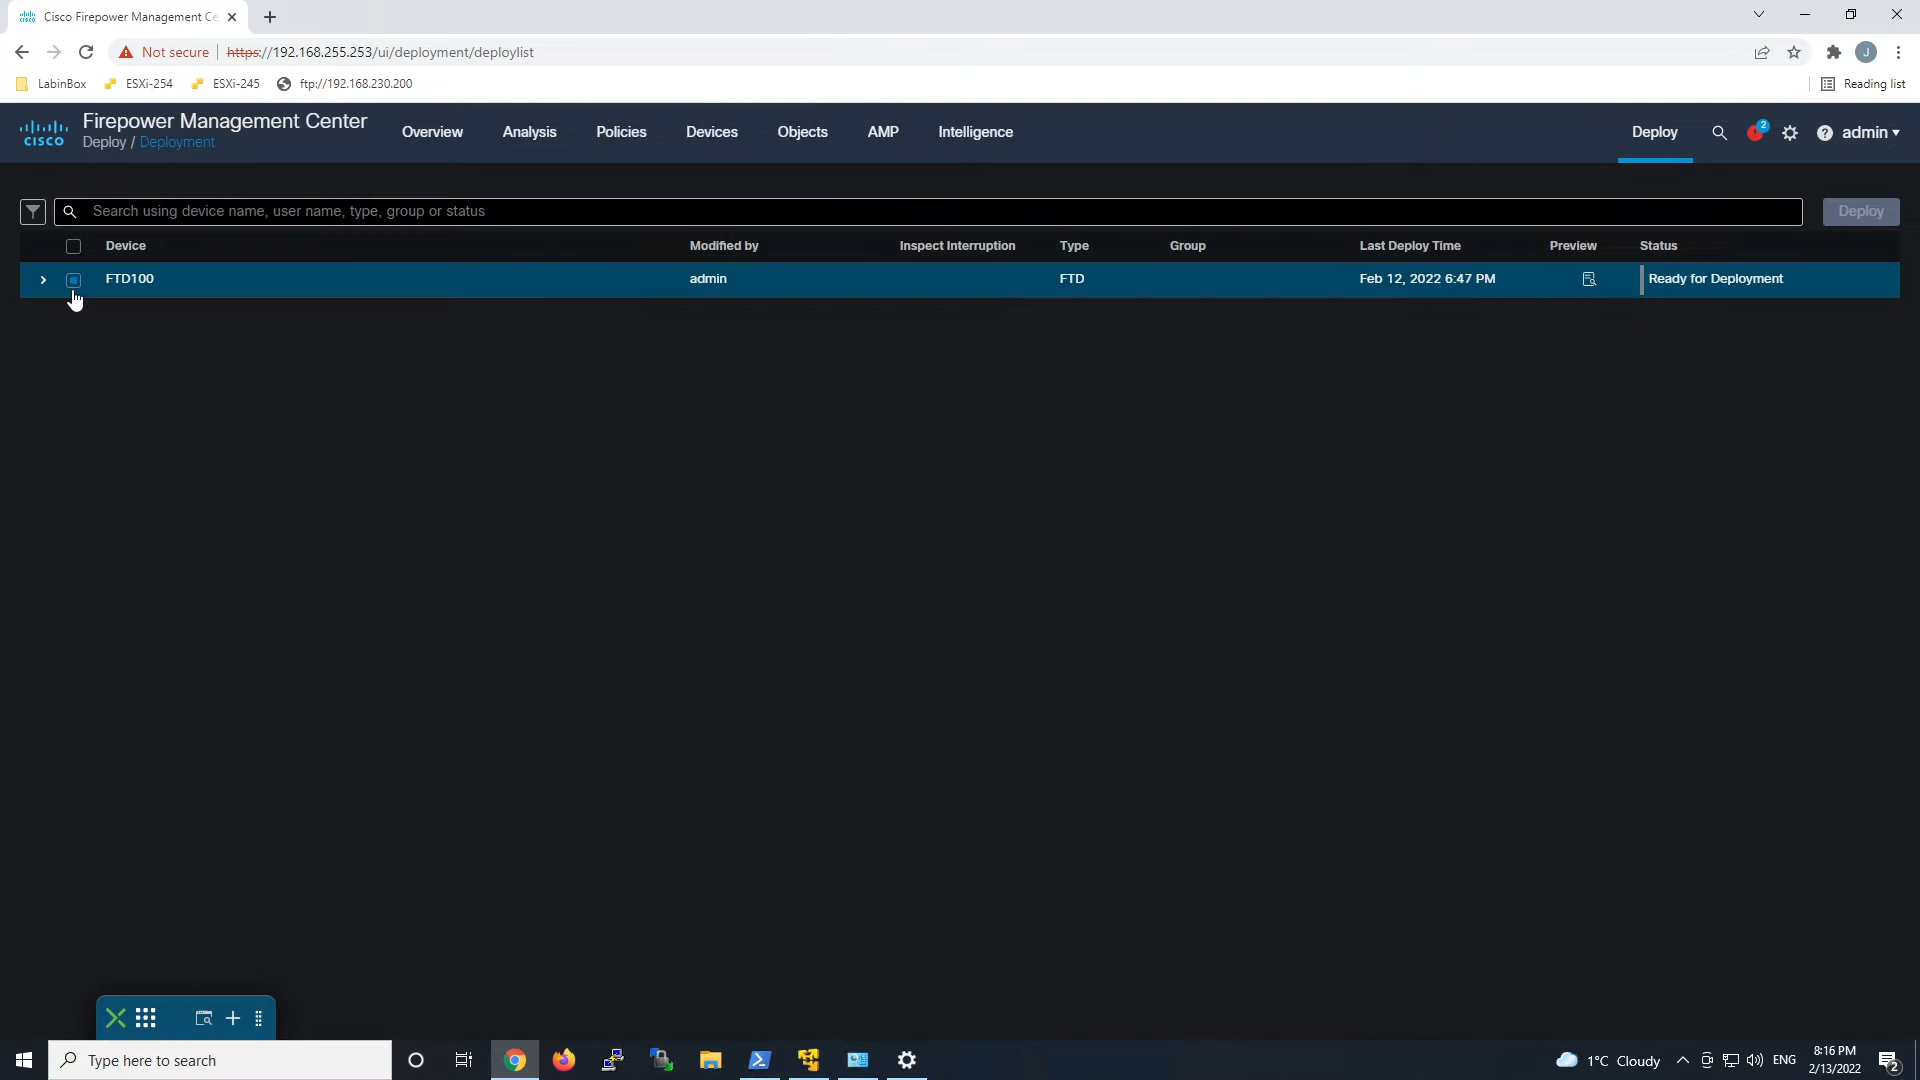 Cisco Firepower Management Ce
Not secure | https://192.168.255.253/ui/deployment/deploylist
J
LabinBox
ESXi-254
ESXi-245
ftp://192.168.230.200
Reading list
CISCO
Firepower Management Center
Deploy / Deployment
Overview
Analysis
Policies
Devices
Objects
AMP
Intelligence
Deploy
2
admin
Search using device name, user name, type, group or status
Deploy
Device
Modified by
Inspect Interruption
Type
Group
Last Deploy Time
Preview
Status
FTD100
admin
FTD
Feb 12, 2022 6:47 PM
Ready for Deployment
Type here to search
1°C Cloudy
ENG
8:16 PM
2/13/2022
2